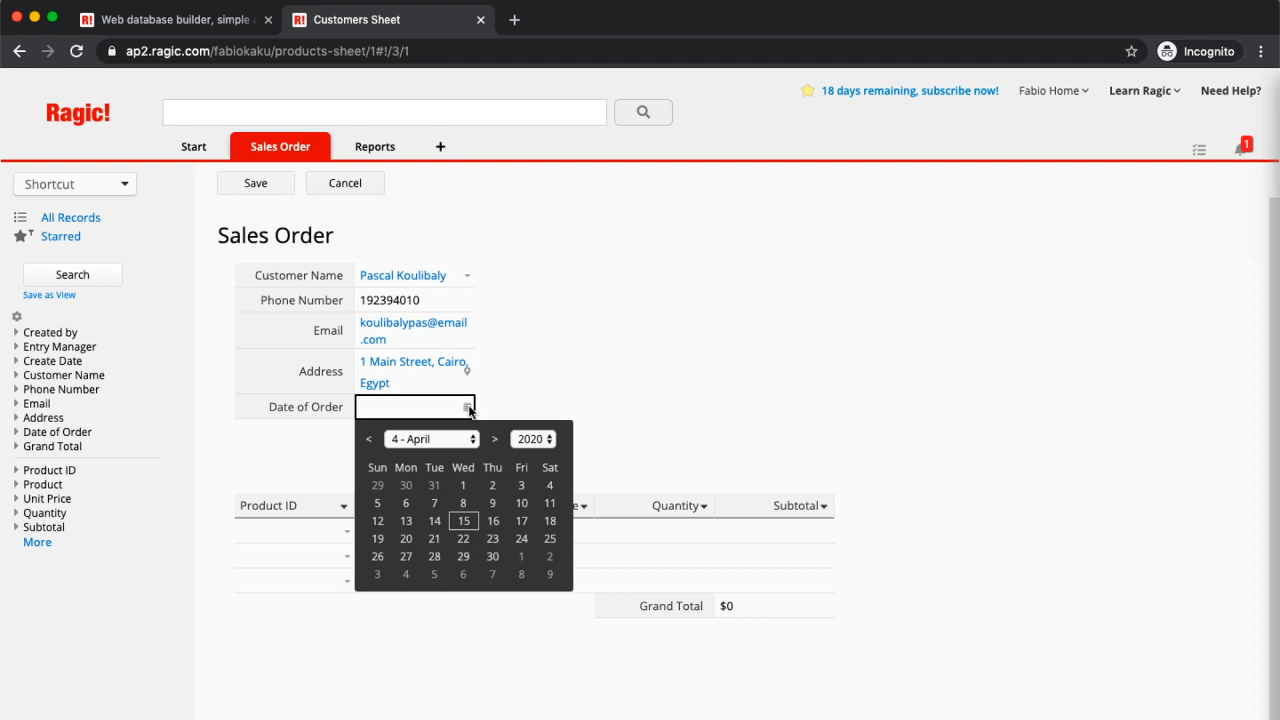 R! Web database builder, simple
R! Customers Sheet
ap2.ragic.com/fabiokaku/products-sheet/1#!/3/1
Incognito
Ragic!
18 days remaining, subscribe now!
Fabio Home
Learn Ragic
Need Help?
Start
Sales Order
Reports
1
Shortcut
All Records
Starred
Search
Save as View
Created by
Entry Manager
Create Date
Customer Name
Phone Number
Email
Address
Date of Order
Grand Total
Product ID
Product
Unit Price
Quantity
Subtotal
More
Save
Cancel
Sales Order
Customer Name Pascal Koulibaly
Phone Number 192394010
Email koulibalypas@email
.com
Address 1 Main Street, Cairo,
Egypt
Date of Order
< 4 - April > 2020
Sun Mon Tue Wed Thu Fri Sat
29 30 31 1 2 3 4
5 6 7 8 9 10 11
12 13 14 15 16 17 18
19 20 21 22 23 24 25
26 27 28 29 30 1 2
3 4 5 6 7 8 9
Product ID e Quantity Subtotal
Grand Total $0